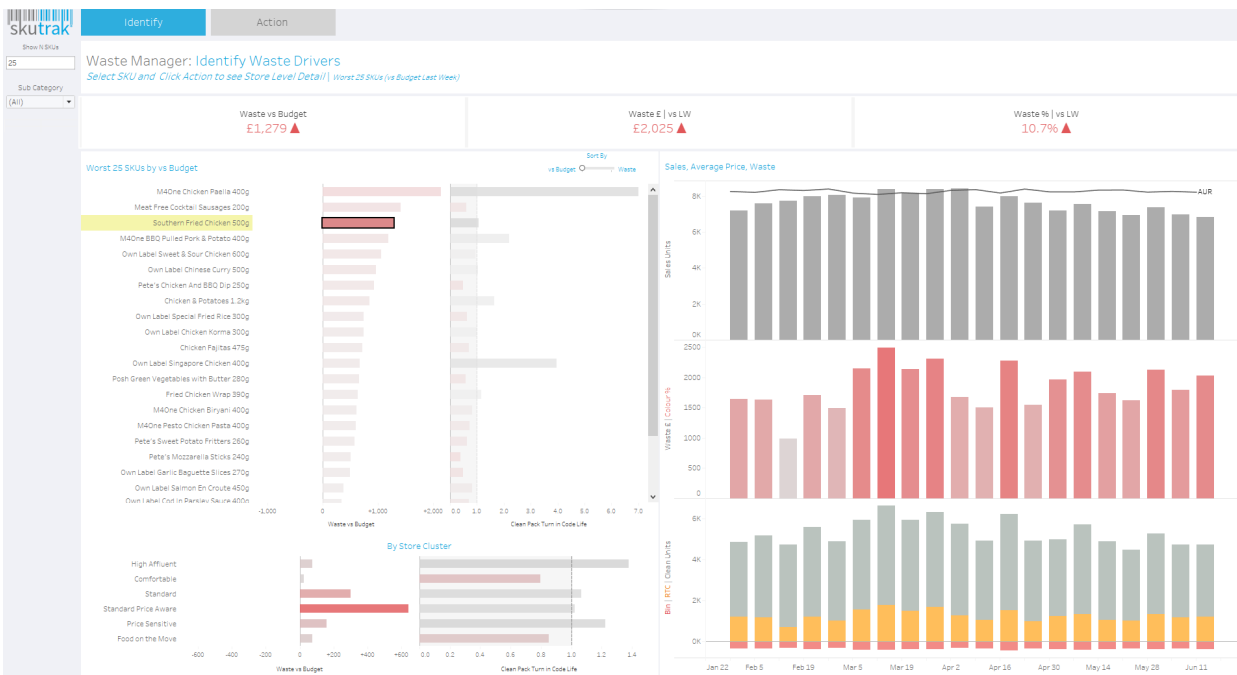 skutrak
Identify
Action
Show N SKUs
25
Sub Category
(All)
Waste Manager: Identify Waste Drivers
Select SKU and Click Action to see Store Level Detail | Worst 25 SKUs (vs Budget Last Week)
Waste vs Budget
£1,279 ▲
Waste £ | vs LW
£2,025 ▲
Waste % | vs LW
10.7% ▲
Worst 25 SKUs by vs Budget
Sort By
vs Budget
Waste
M4One Chicken Paella 400g
Meat Free Cocktail Sausages 200g
Southern Fried Chicken 500g
M4One BBQ Pulled Pork & Potato 400g
Own Label Sweet & Sour Chicken 600g
Own Label Chinese Curry 500g
Pete's Chicken And BBQ Dip 250g
Chicken & Potatoes 1.2kg
Own Label Special Fried Rice 300g
Own Label Chicken Korma 300g
Chicken Fajitas 475g
Own Label Singapore Chicken 400g
Posh Green Vegetables with Butter 280g
Fried Chicken Wrap 390g
M4One Chicken Biryani 400g
M4One Pesto Chicken Pasta 400g
Pete's Sweet Potato Fritters 260g
Pete's Mozzarella Sticks 240g
Own Label Garlic Baguette Slices 270g
Own Label Salmon En Croute 450g
Own Label Cod in Parsley Sauce 400g
-1,000 0 +1,000 +2,000 0.0 1.0 2.0 3.0 4.0 5.0 6.0 7.0
Waste vs Budget
Clean Pack Turn in Code Life
By Store Cluster
High Affluent
Comfortable
Standard
Standard Price Aware
Price Sensitive
Food on the Move
-600 -400 -200 0 +200 +400 +600 0.0 0.2 0.4 0.6 0.8 1.0 1.2 1.4
Waste vs Budget
Clean Pack Turn in Code Life
Sales, Average Price, Waste
AUR
Sales Units
8K
6K
4K
2K
0K
Waste £ | Colour%
2500
2000
1500
1000
500
0
Bin | RTC | Clean Units
6K
4K
2K
0K
Jan 22 Feb 5 Feb 19 Mar 5 Mar 19 Apr 2 Apr 16 Apr 30 May 14 May 28 Jun 11